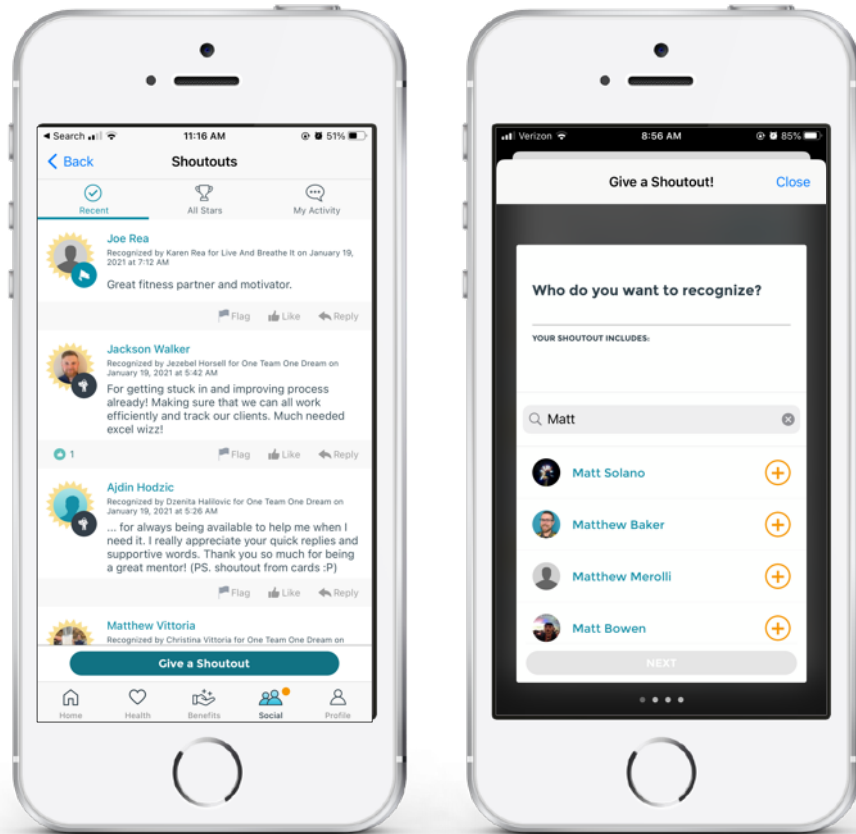 Search
11:16 AM
51%
Back
Shoutouts
Recent
All Stars
My Activity
Joe Rea
Recognized by Karen Rea for Live And Breathe It on January 19,
2021 at 7:12 AM
Great fitness partner and motivator.
Flag Like Reply
Jackson Walker
Recognized by Jezebel Horsell for One Team One Dream on
January 19, 2021 at 5:42 AM
For getting stuck in and improving process
already! Making sure that we can all work
efficiently and track our clients. Much needed
excel wizz!
1 Flag Like Reply
Ajdin Hodzic
Recognized by Dzenita Halilovic for One Team One Dream on
January 19, 2021 at 5:26 AM
... for always being available to help me when I
need it. I really appreciate your quick replies and
supportive words. Thank you so much for being
a great mentor! (PS. shoutout from cards :P)
Flag Like Reply
Matthew Vittoria
Recognized by Christina Vittoria for One Team One Dream on
Give a Shoutout
Home Health Benefits Social Profile
Verizon
8:56 AM
85%
Give a Shoutout!
Close
Who do you want to recognize?
YOUR SHOUTOUT INCLUDES:
Matt
Matt Solano
Matthew Baker
Matthew Merolli
Matt Bowen
NEXT